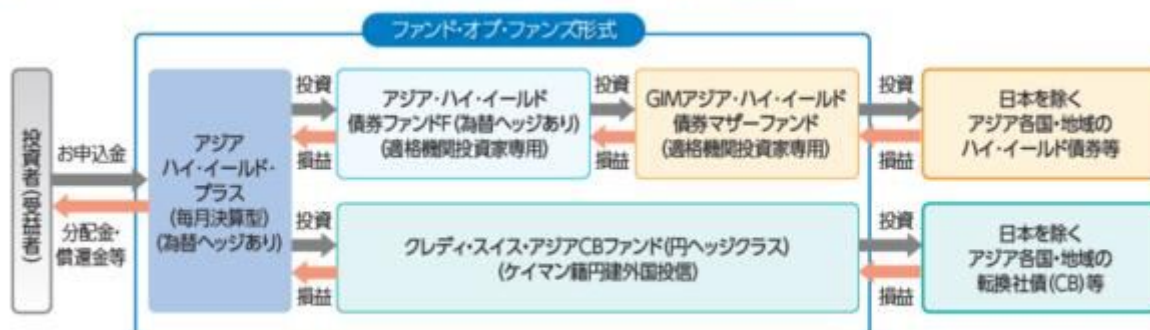 ファンド・オブ・ファンズ形式
投資者(受益者)
お申込金
分配金・
償還金等
アジア
ハイ・イールド・
プラス
(毎月決算型)
(為替ヘッジあり)
投資
損益
アジア・ハイ・イールド
債券ファンドF(為替ヘッジあり)
(適格機関投資家専用)
投資
損益
GIMアジア・ハイ・イールド
債券マザーファンド
(適格機関投資家専用)
投資
損益
日本を除く
アジア各国・地域の
ハイ・イールド債券等
投資
損益
クレディ・スイス・アジアCBファンド(円ヘッジクラス)
(ケイマン籍円建外国投信)
投資
損益
日本を除く
アジア各国・地域の
転換社債(CB)等